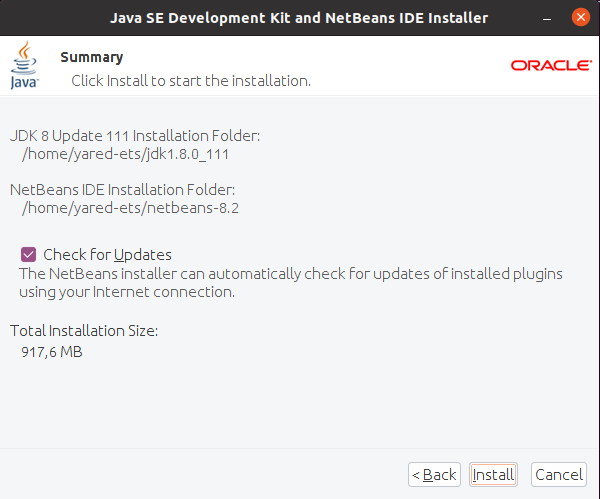 Java SE Development Kit and NetBeans IDE Installer
Java
Summary
Click Install to start the installation.
ORACLE
JDK 8 Update 111 Installation Folder:
/home/yared-ets/jdk1.8.0_111
NetBeans IDE Installation Folder:
/home/yared-ets/netbeans-8.2
Check for Updates
The NetBeans installer can automatically check for updates of installed plugins
using your Internet connection.
Total Installation Size:
917,6 MB
< Back Install Cancel